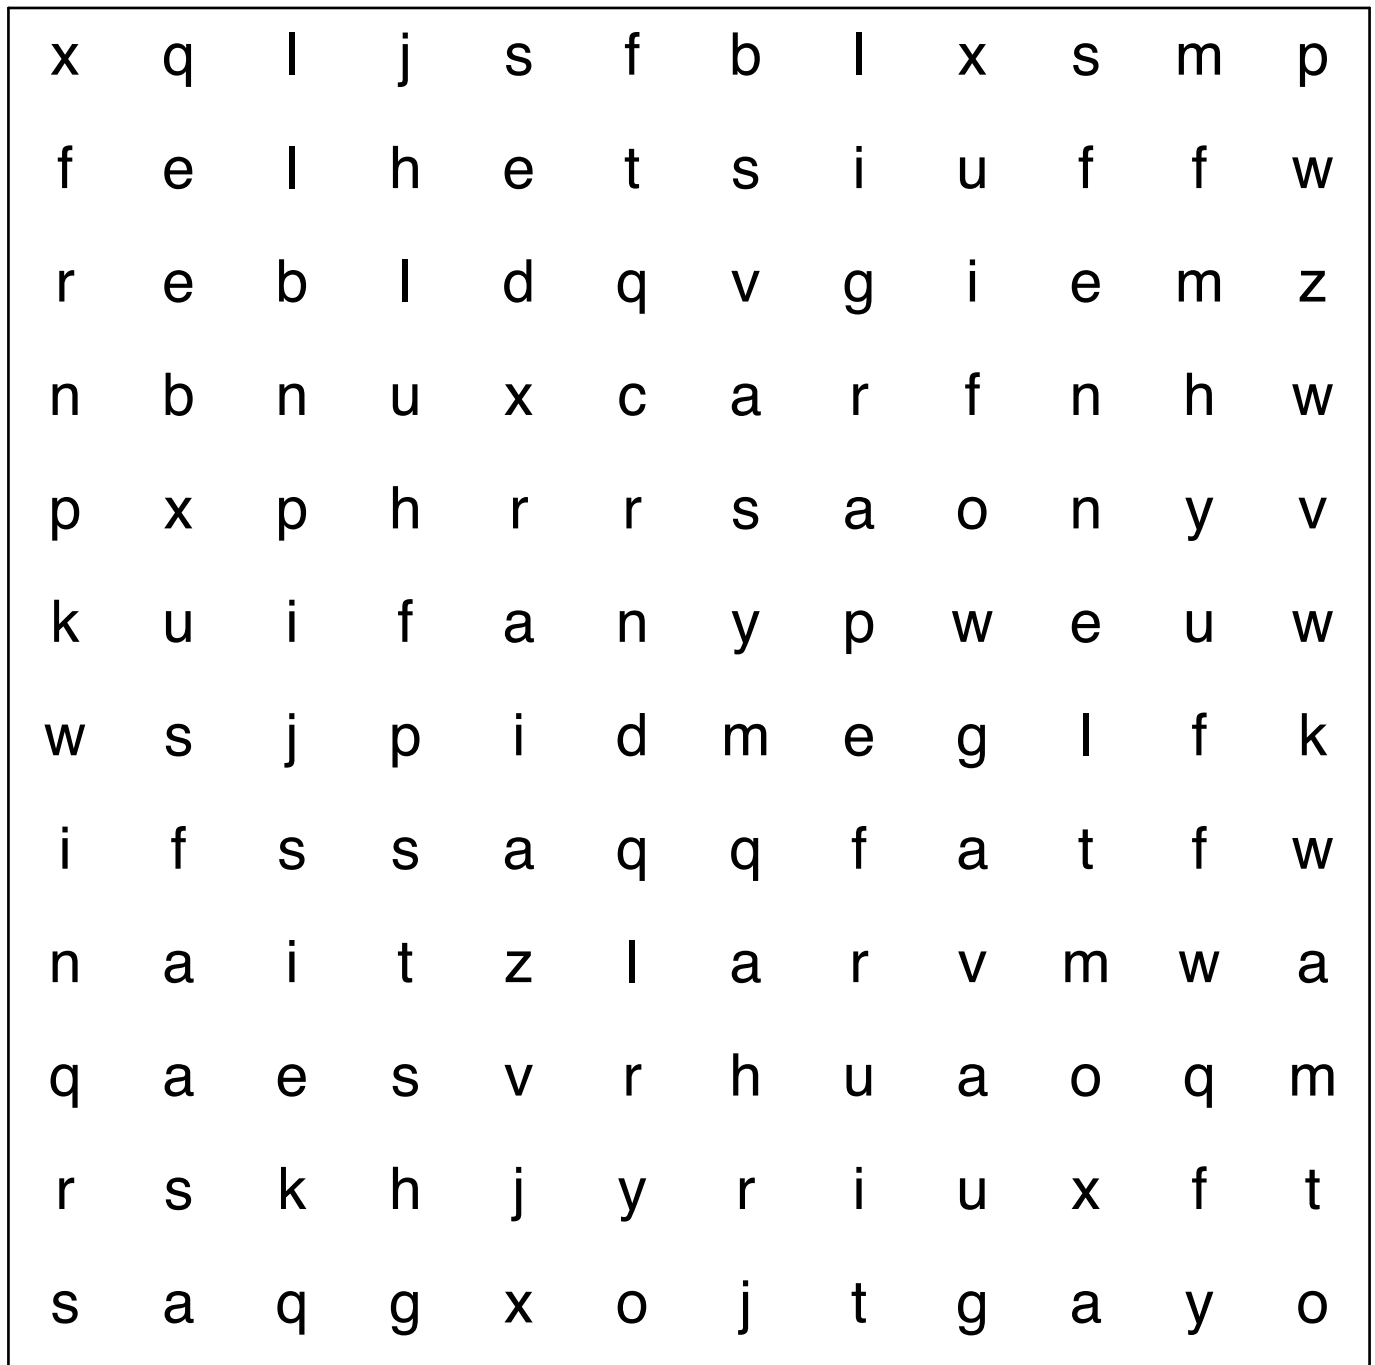 x q l j s f b l x s m p
f e l h e t s i u f f w
r e b l d q v g i e m z
n b n u x c a r f n h w
p x p h r r s a o n y v
k u i f a n y p w e u w
w s j p i d m e g l f k
i f s s a q q f a t f w
n a i t z l a r v m w a
q a e s v r h u a o q m
r s k h j y r i u x f t
s a q g x o j t g a y o